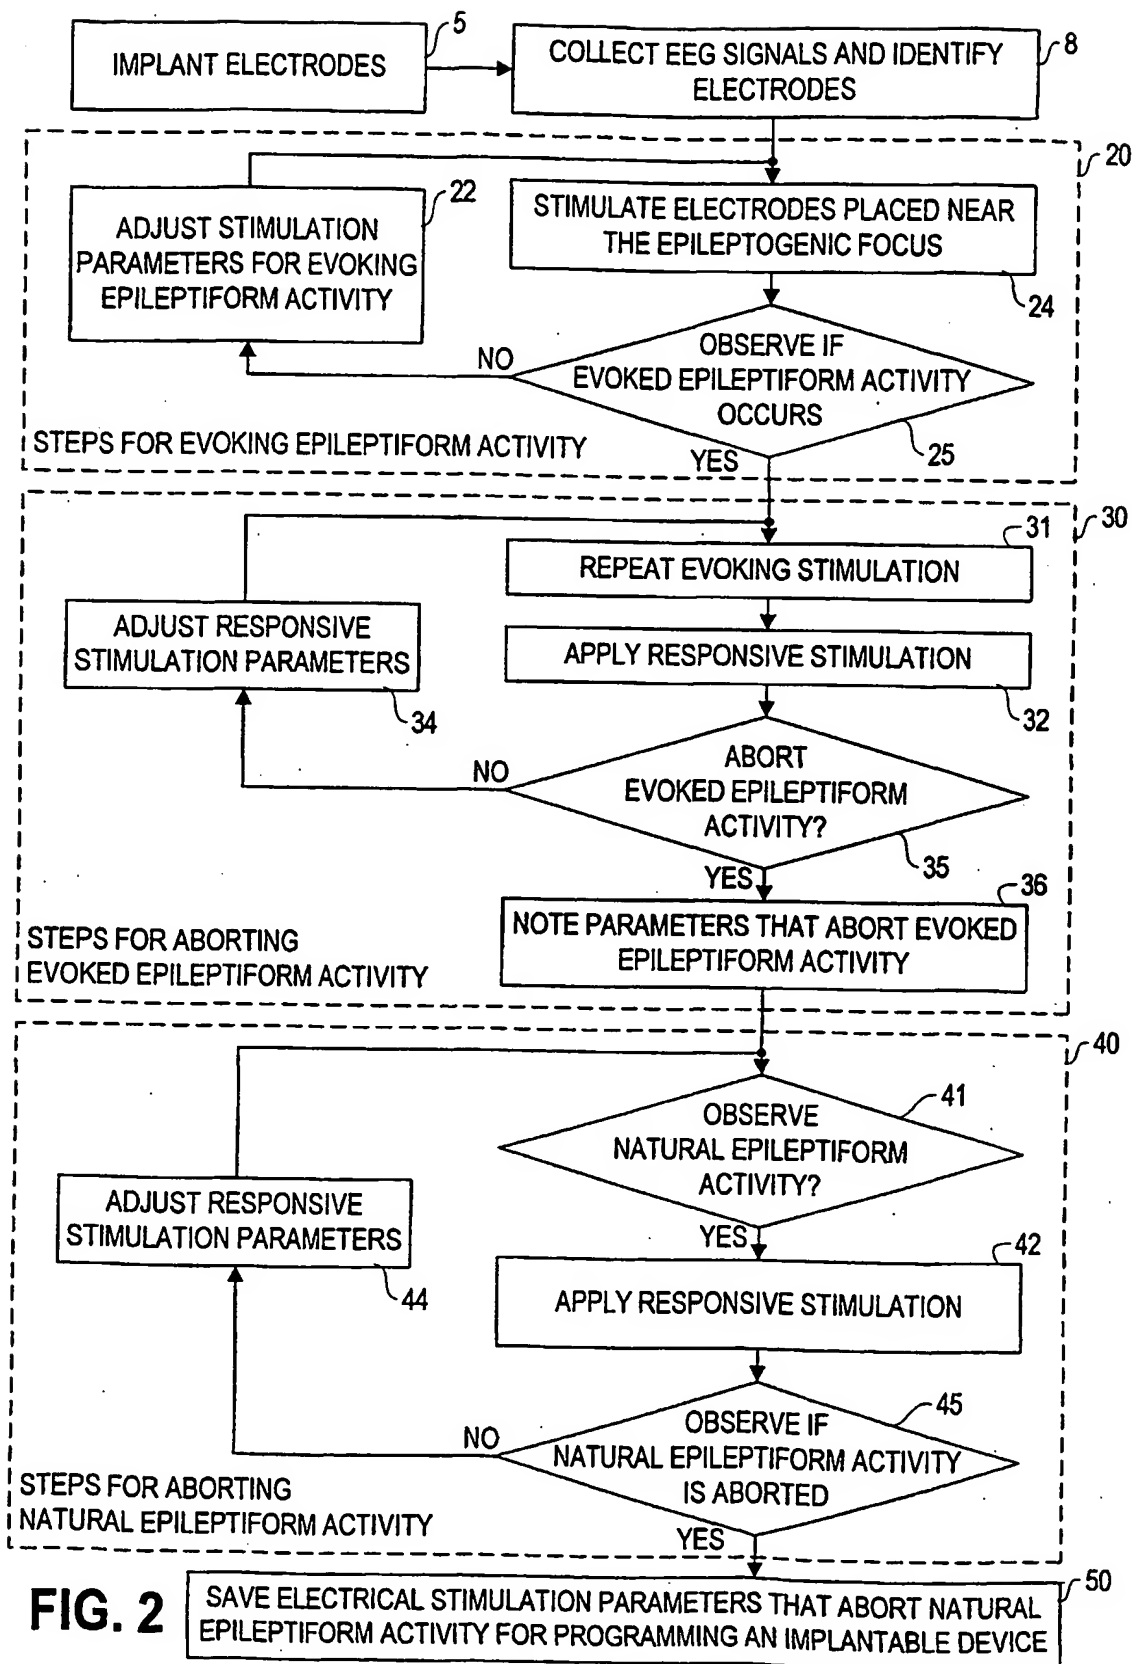 5
IMPLANT ELECTRODES
8
COLLECT EEG SIGNALS AND IDENTIFY
ELECTRODES
20
22
ADJUST STIMULATION
PARAMETERS FOR EVOKING
EPILEPTIFORM ACTIVITY
STIMULATE ELECTRODES PLACED NEAR
THE EPILEPTOGENIC FOCUS
24
NO
OBSERVE IF
EVOKED EPILEPTIFORM ACTIVITY
OCCURS
25
STEPS FOR EVOKING EPILEPTIFORM ACTIVITY
YES
30
31
REPEAT EVOKING STIMULATION
ADJUST RESPONSIVE
STIMULATION PARAMETERS
34
APPLY RESPONSIVE STIMULATION
32
NO
ABORT
EVOKED EPILEPTIFORM
ACTIVITY?
35
YES
36
NOTE PARAMETERS THAT ABORT EVOKED
EPILEPTIFORM ACTIVITY
STEPS FOR ABORTING
EVOKED EPILEPTIFORM ACTIVITY
40
41
OBSERVE
NATURAL EPILEPTIFORM
ACTIVITY?
YES
ADJUST RESPONSIVE
STIMULATION PARAMETERS
44
42
APPLY RESPONSIVE STIMULATION
45
NO
OBSERVE IF
NATURAL EPILEPTIFORM ACTIVITY
IS ABORTED
STEPS FOR ABORTING
NATURAL EPILEPTIFORM ACTIVITY
YES
50
FIG. 2
SAVE ELECTRICAL STIMULATION PARAMETERS THAT ABORT NATURAL
EPILEPTIFORM ACTIVITY FOR PROGRAMMING AN IMPLANTABLE DEVICE